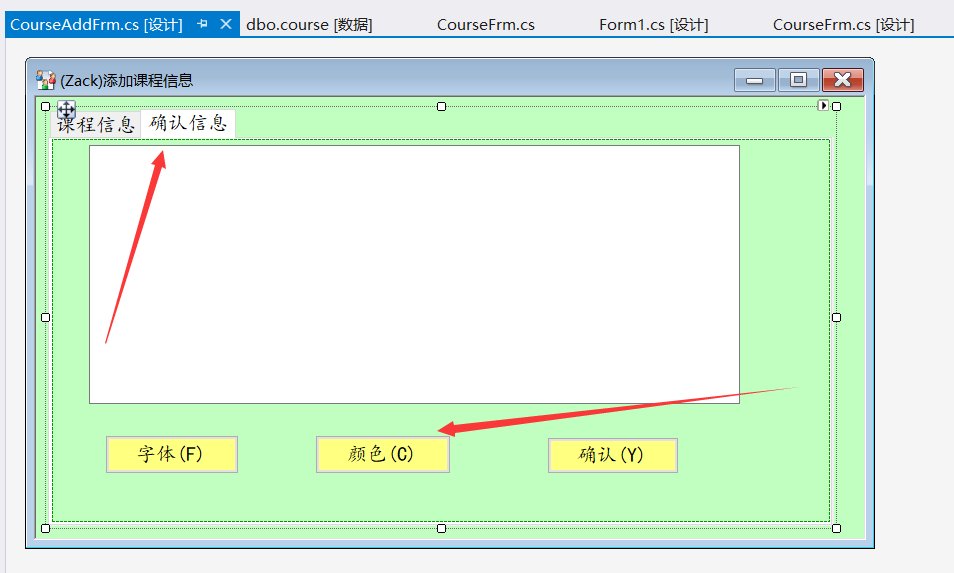 CourseAddFrm.cs [设计] dbo.course [数据] CourseFrm.cs Form1.cs [设计] CourseFrm.cs [设计]
(Zack)添加课程信息
课程信息 确认信息
字体(F) 颜色(C) 确认(Y)